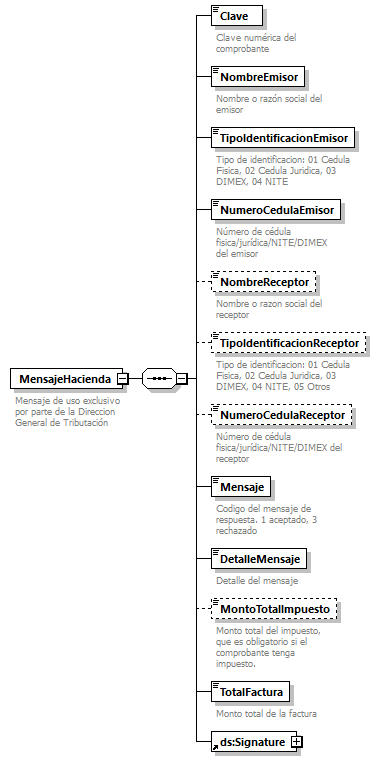 Clave
Clave numérica del
comprobante
NombreEmisor
Nombre o razón social del
emisor
TipoIdentificacionEmisor
Tipo de identificacion: 01 Cedula
Fisica, 02 Cedula Juridica, 03
DIMEX, 04 NITE
NumeroCedulaEmisor
Número de cédula
fisica/jurídica/NITE/DIMEX
del emisor
NombreReceptor
Nombre o razon social del
receptor
TipoIdentificacionReceptor
Tipo de identificacion: 01 Cedula
Fisica, 02 Cedula Juridica, 03
DIMEX, 04 NITE, 05 Otros
MensajeHacienda
Mensaje de uso exclusivo
por parte de la Direccion
General de Tributación
NumeroCedulaReceptor
Número de cédula
fisica/jurídica/NITE/DIMEX del
receptor
Mensaje
Codigo del mensaje de
respuesta. 1 aceptado, 3
rechazado
DetalleMensaje
Detalle del mensaje
MontoTotalImpuesto
Monto total del impuesto,
que es obligatorio si el
comprobante tenga
impuesto.
TotalFactura
Monto total de la factura
ds:Signature